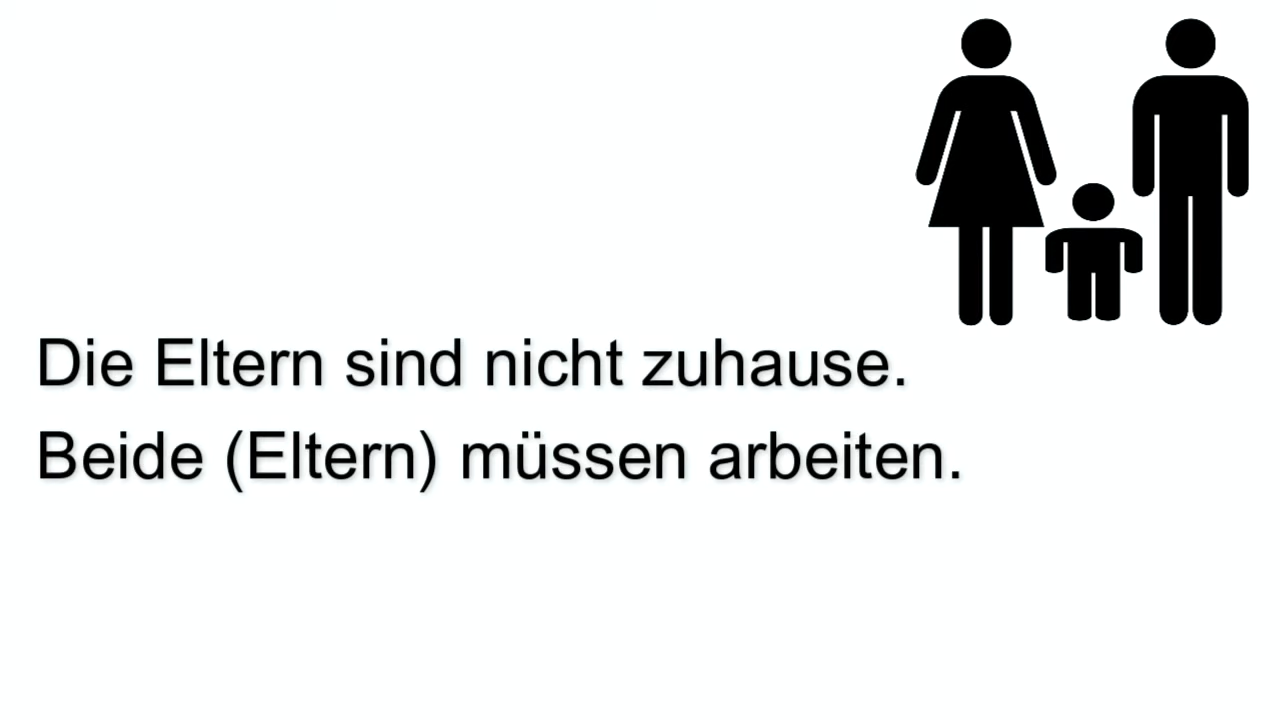 Die Eltern sind nicht zuhause.
Beide (Eltern) müssen arbeiten.